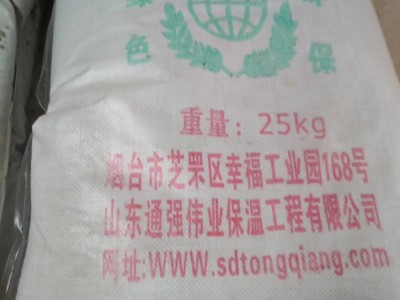 色 保
重量：25kg
烟台市芝罘区幸福工业园168号
山东通强伟业保温工程有限公司
网址:WWW.sdtongqiang.com